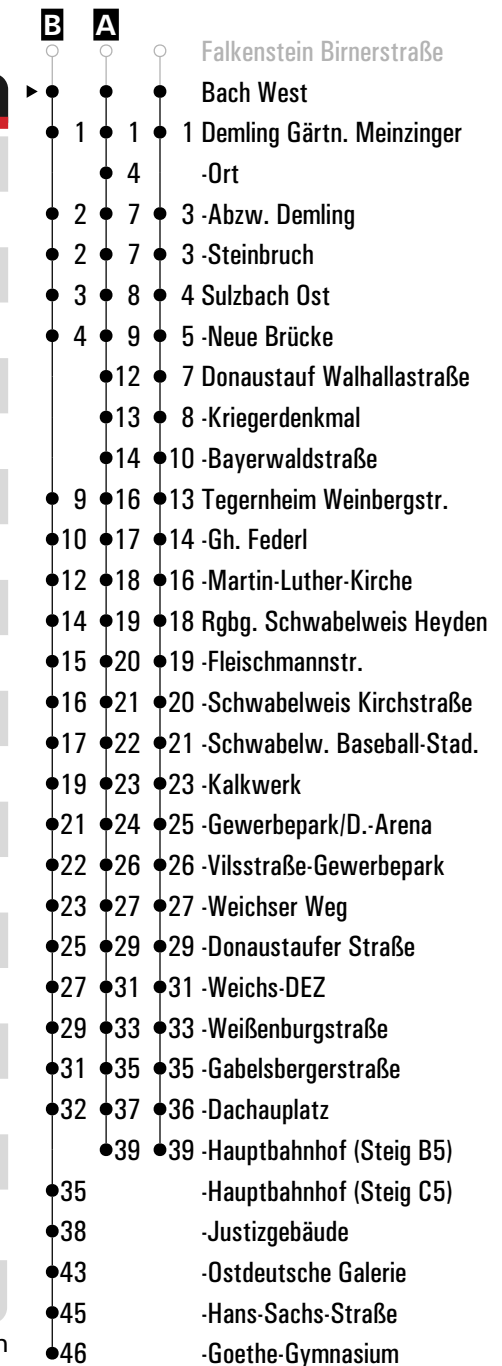 B A
Falkenstein Birnerstraße
Bach West
1 1 1 Demling Gärtn. Meinzinger
4 -Ort
2 7 3 -Abzw. Demling
2 7 3 -Steinbruch
3 8 4 Sulzbach Ost
4 9 5 -Neue Brücke
12 7 Donaustauf Walhallastraße
13 8 -Kriegerdenkmal
14 10 -Bayerwaldstraße
9 16 13 Tegernheim Weinbergstr.
10 17 14 -Gh. Federl
12 18 16 -Martin-Luther-Kirche
14 19 18 Rgbg. Schwabelweis Heyden
15 20 19 -Fleischmannstr.
16 21 20 -Schwabelweis Kirchstraße
17 22 21 -Schwabelw. Baseball-Stad.
19 23 23 -Kalkwerk
21 24 25 -Gewerbepark/D.-Arena
22 26 26 -Vilsstraße-Gewerbepark
23 27 27 -Weichser Weg
25 29 29 -Donaustaufer Straße
27 31 31 -Weichs-DEZ
29 33 33 -Weißenburgstraße
31 35 35 -Gabelsbergerstraße
32 37 36 -Dachauplatz
39 39 -Hauptbahnhof (Steig B5)
35 -Hauptbahnhof (Steig C5)
38 -Justizgebäude
43 -Ostdeutsche Galerie
45 -Hans-Sachs-Straße
46 -Goethe-Gymnasium